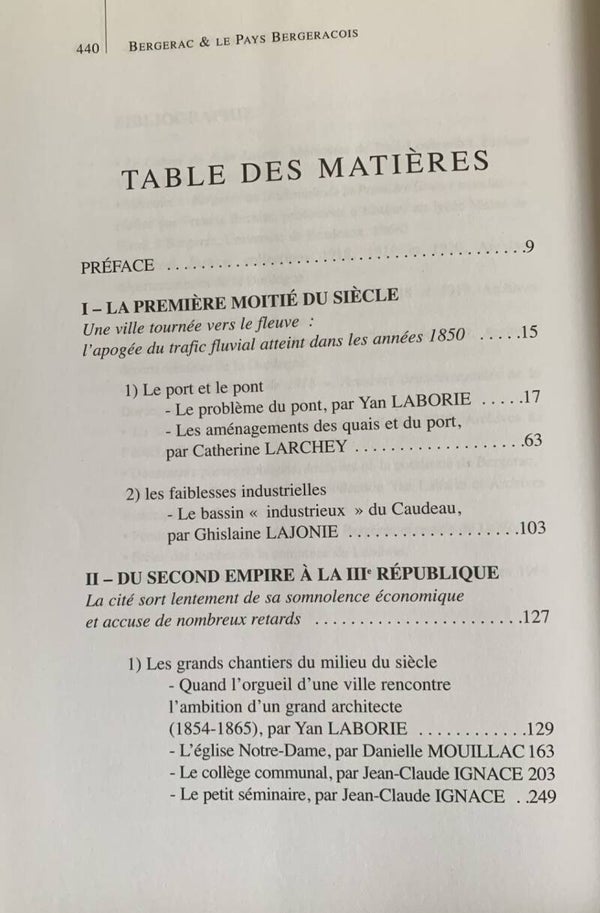 440 BERGERAC & LE PAYS BERGERACOIS
TABLE DES MATIÈRES
PRÉFACE ..............................................9
I – LA PREMIÈRE MOITIÉ DU SIÈCLE
Une ville tournée vers le fleuve :
l'apogée du trafic fluvial atteint dans les années 1850 .....15
1) Le port et le pont
- Le problème du pont, par Yan LABORIE .....17
- Les aménagements des quais et du port,
par Catherine LARCHEY ....................63
2) les faiblesses industrielles
- Le bassin « industrieux » du Caudeau,
par Ghislaine LAJONIE ....................103
II – DU SECOND EMPIRE À LA IIIe RÉPUBLIQUE
La cité sort lentement de sa somnolence économique
et accuse de nombreux retards ........................127
1) Les grands chantiers du milieu du siècle
- Quand l'orgueil d'une ville rencontre
l'ambition d'un grand architecte
(1854-1865), par Yan LABORIE ............129
- L'église Notre-Dame, par Danielle MOUILLAC 163
- Le collège communal, par Jean-Claude IGNACE 203
- Le petit séminaire, par Jean-Claude IGNACE ..249